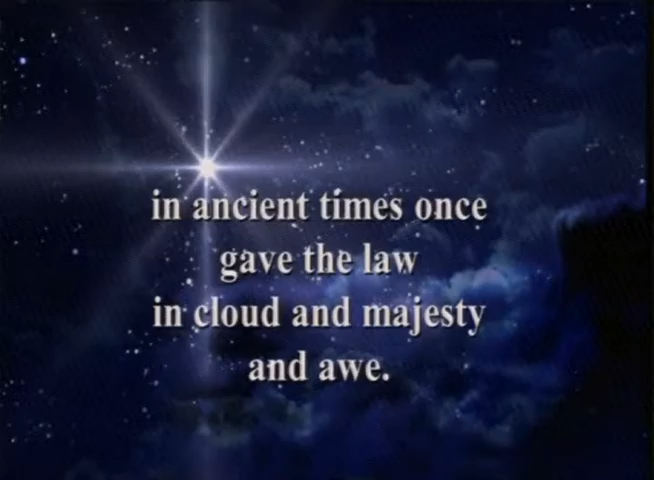 in ancient times once
gave the law
in cloud and majesty
and awe.